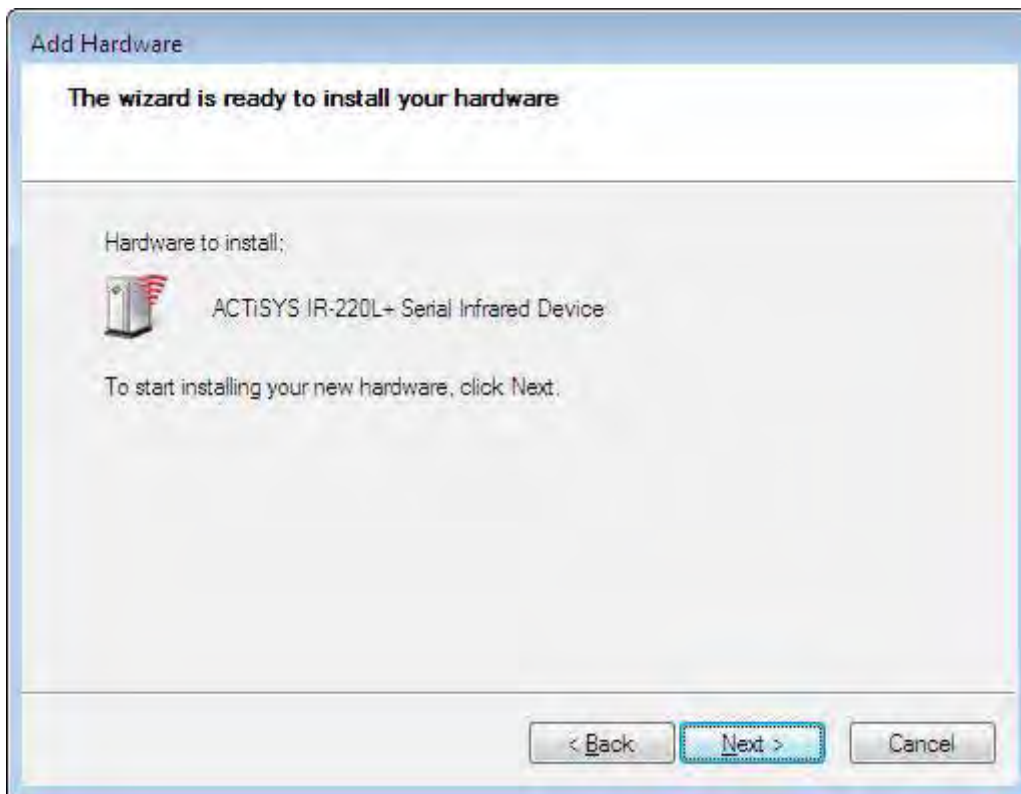 Add Hardware
The wizard is ready to install your hardware
Hardware to install:
ACTiSYS IR-220L+ Serial Infrared Device
To start installing your new hardware, click Next.
< Back
Next >
Cancel